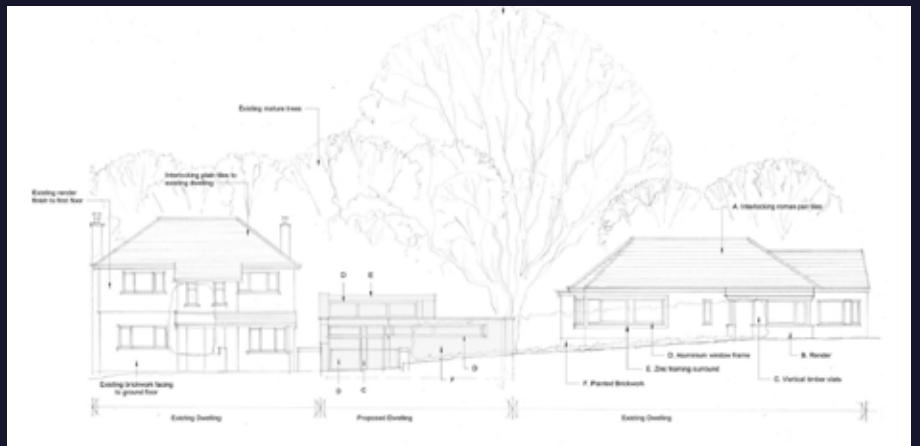 Existing mature trees
Interlocking plain tiles to
existing dwelling
Existing render
finish to first floor
A. Interlocking roman pan tiles
D
E
D
C
F
D
D. Aluminium window frame
B. Render
E. Zinc framing surround
C. Vertical timber slats
F. Painted Brickwork
Existing brickwork facing
to ground floor
Existing Dwelling
Proposed Dwelling
Existing Dwelling